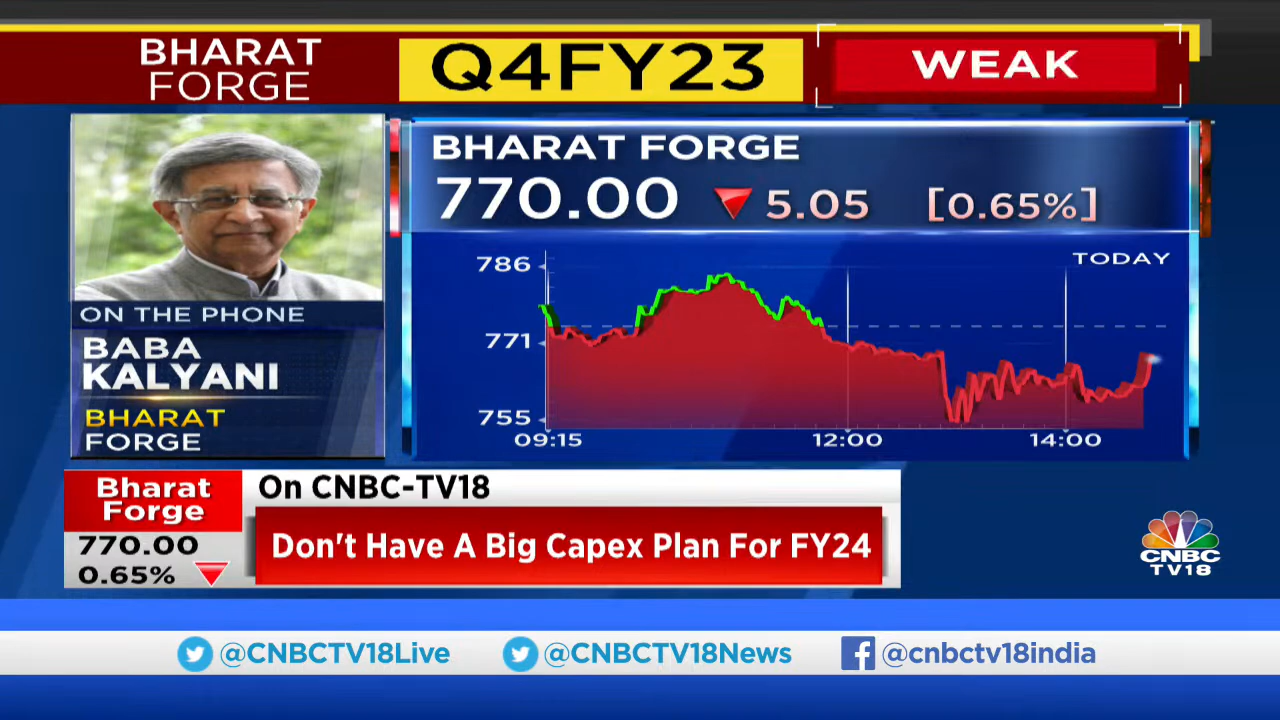 BHARAT
FORGE
Q4FY23
WEAK
BHARAT FORGE
770.00 5.05 [0.65%]
TODAY
786
771
755
09:15 12:00 14:00
ON THE PHONE
BABA
KALYANI
BHARAT
FORGE
Bharat
Forge
770.00
0.65%
On CNBC-TV18
Don't Have A Big Capex Plan For FY24
CNBC
TV18
@CNBCTV18Live @CNBCTV18News @cnbctv18india